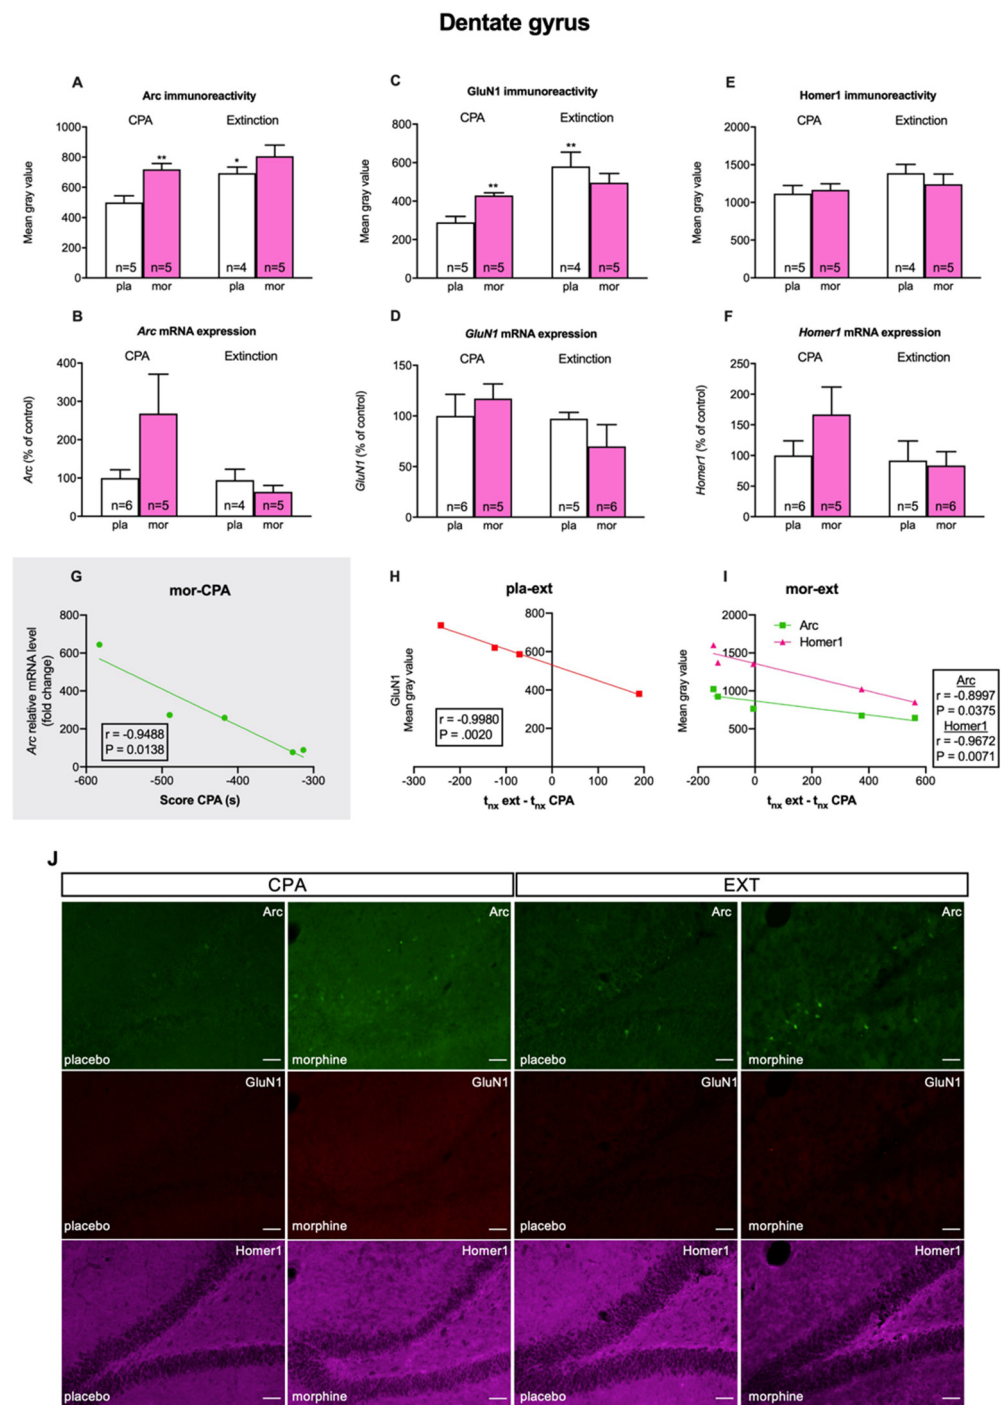 Dentate gyrus
A
Arc immunoreactivity
CPA
Extinction
Mean gray value
1000
800
600
400
200
0
**
*
n=5
n=5
n=4
n=5
pla
mor
pla
mor
C
GluN1 immunoreactivity
CPA
Extinction
Mean gray value
800
600
400
200
0
**
**
n=5
n=5
n=4
n=5
pla
mor
pla
mor
E
Homer1 immunoreactivity
CPA
Extinction
Mean gray value
2000
1500
1000
500
0
n=5
n=5
n=4
n=5
pla
mor
pla
mor
B
Arc mRNA expression
CPA
Extinction
Arc (% of control)
400
300
200
100
0
n=6
n=5
n=4
n=5
pla
mor
pla
mor
D
GluN1 mRNA expression
CPA
Extinction
GluN1 (% of control)
150
100
50
0
n=6
n=5
n=5
n=6
pla
mor
pla
mor
F
Homer1 mRNA expression
CPA
Extinction
Homer1 (% of control)
250
200
150
100
50
0
n=6
n=5
n=5
n=6
pla
mor
pla
mor
G
mor-CPA
Arc relative mRNA level
(fold change)
800
600
400
200
0
r = -0.9488
P = 0.0138
-600
-500
-400
-300
Score CPA (s)
H
pla-ext
GluN1
Mean gray value
800
600
400
200
r = -0.9980
P = .0020
-300
-200
-100
0
100
200
tnx ext - tnx CPA
I
mor-ext
Mean gray value
2000
1500
1000
500
Arc
Homer1
-200
0
200
400
600
tnx ext - tnx CPA
Arc
r = -0.8997
P = 0.0375
Homer1
r = -0.9672
P = 0.0071
J
CPA
EXT
Arc
placebo
Arc
morphine
Arc
placebo
Arc
morphine
GluN1
placebo
GluN1
morphine
GluN1
placebo
GluN1
morphine
Homer1
placebo
Homer1
morphine
Homer1
placebo
Homer1
morphine